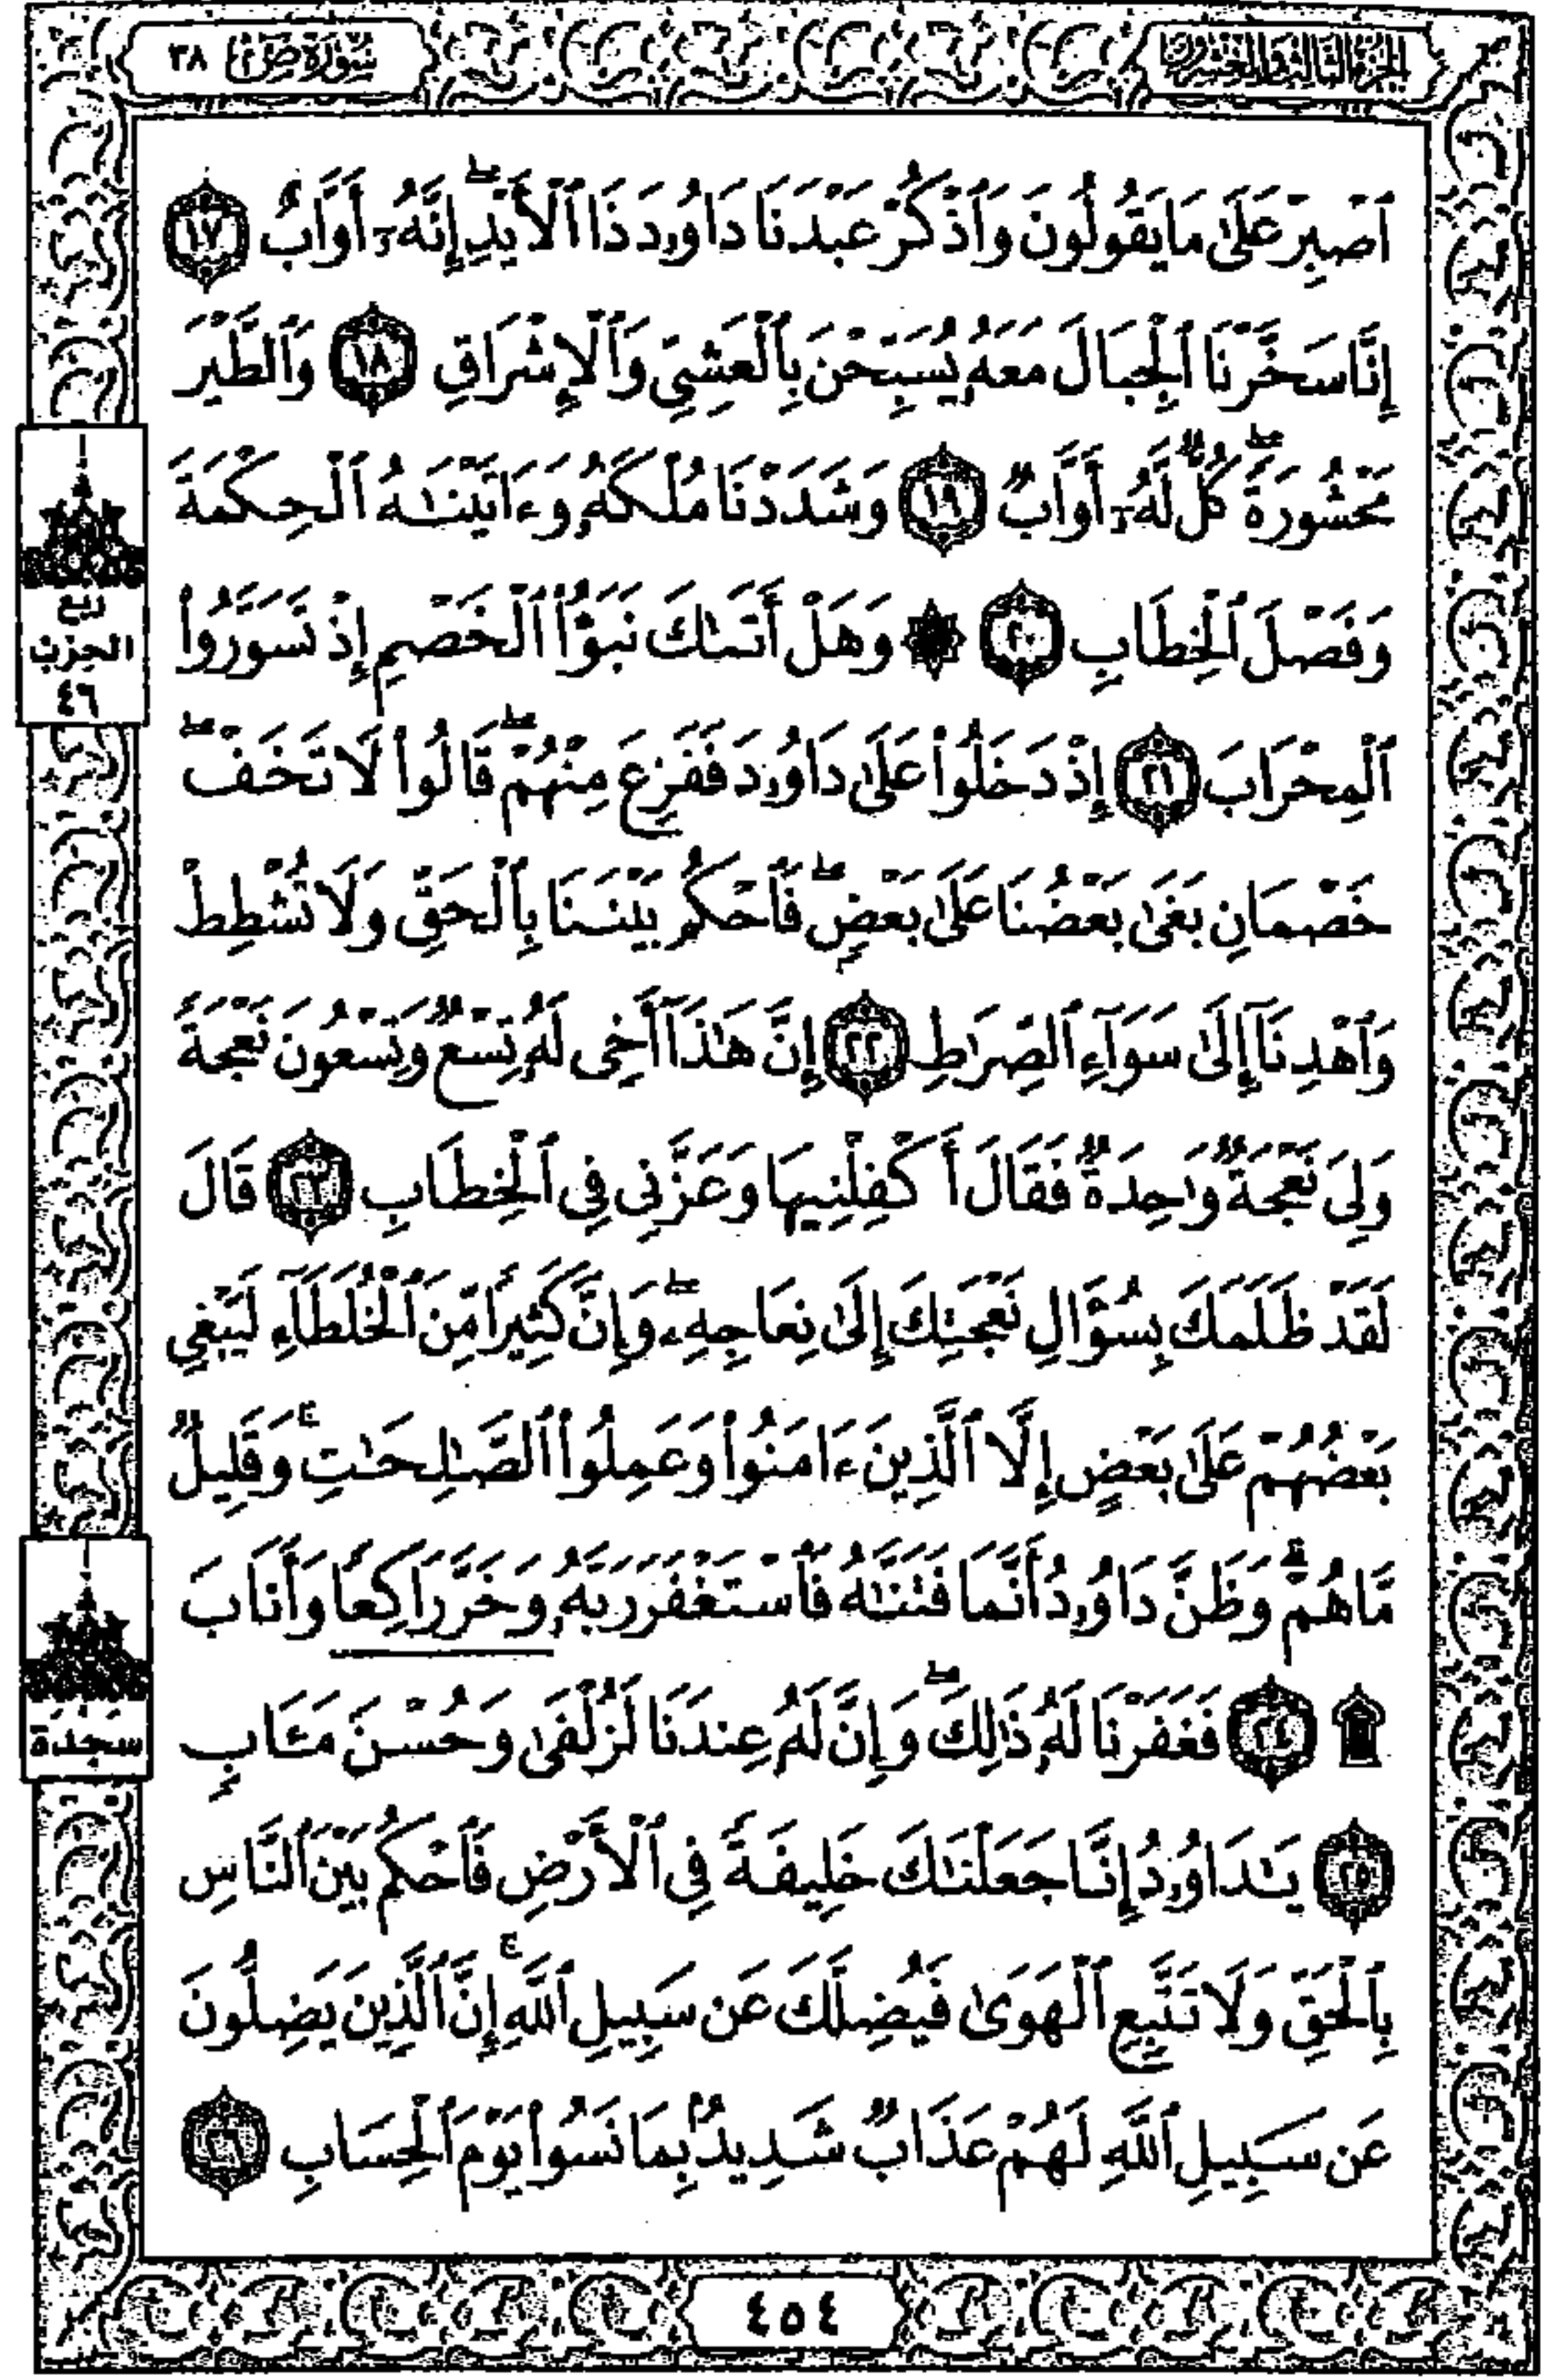 الجزء الثالث والعشرون
سورة ص ٣٨
ٱصْبِرْ عَلَىٰ مَا يَقُولُونَ وَٱذْكُرْ عَبْدَنَا دَاوُۥدَ ذَا ٱلْأَيْدِ ۖ إِنَّهُۥٓ أَوَّابٌ ١٧
إِنَّا سَخَّرْنَا ٱلْجِبَالَ مَعَهُۥ يُسَبِّحْنَ بِٱلْعَشِىِّ وَٱلْإِشْرَاقِ ١٨ وَٱلطَّيْرَ
مَحْشُورَةً ۖ كُلٌّ لَّهُۥٓ أَوَّابٌ ١٩ وَشَدَدْنَا مُلْكَهُۥ وَءَاتَيْنَـٰهُ ٱلْحِكْمَةَ
وَفَصْلَ ٱلْخِطَابِ ٢٠ ۞ وَهَلْ أَتَىٰكَ نَبَؤُا۟ ٱلْخَصْمِ إِذْ تَسَوَّرُوا۟
ٱلْمِحْرَابَ ٢١ إِذْ دَخَلُوا۟ عَلَىٰ دَاوُۥدَ فَفَزِعَ مِنْهُمْ ۖ قَالُوا۟ لَا تَخَفْ ۖ
خَصْمَانِ بَغَىٰ بَعْضُنَا عَلَىٰ بَعْضٍ ۖ فَٱحْكُم بَيْنَنَا بِٱلْحَقِّ وَلَا تُشْطِطْ
وَٱهْدِنَآ إِلَىٰ سَوَآءِ ٱلصِّرَٰطِ ٢٢ إِنَّ هَـٰذَآ أَخِى لَهُۥ تِسْعٌ وَتِسْعُونَ نَعْجَةً
وَلِىَ نَعْجَةٌ وَٰحِدَةٌ فَقَالَ أَكْفِلْنِيهَا وَعَزَّنِى فِى ٱلْخِطَابِ ٢٣ قَالَ
لَقَدْ ظَلَمَكَ بِسُؤَالِ نَعْجَتِكَ إِلَىٰ نِعَاجِهِۦ ۖ وَإِنَّ كَثِيرًا مِّنَ ٱلْخُلَطَآءِ لَيَبْغِى
بَعْضُهُمْ عَلَىٰ بَعْضٍ إِلَّا ٱلَّذِينَ ءَامَنُوا۟ وَعَمِلُوا۟ ٱلصَّـٰلِحَـٰتِ ۚ وَقَلِيلٌ
مَّا هُمْ ۗ وَظَنَّ دَاوُۥدُ أَنَّمَا فَتَنَّـٰهُ فَٱسْتَغْفَرَ رَبَّهُۥ وَخَرَّ رَاكِعًا وَأَنَابَ
۩ ٢٤ فَغَفَرْنَا لَهُۥ ذَٰلِكَ ۖ وَإِنَّ لَهُۥ عِندَنَا لَزُلْفَىٰ وَحُسْنَ مَـَٔابٍ
٢٥ يَـٰدَاوُۥدُ إِنَّا جَعَلْنَـٰكَ خَلِيفَةً فِى ٱلْأَرْضِ فَٱحْكُم بَيْنَ ٱلنَّاسِ
بِٱلْحَقِّ وَلَا تَتَّبِعِ ٱلْهَوَىٰ فَيُضِلَّكَ عَن سَبِيلِ ٱللَّهِ ۚ إِنَّ ٱلَّذِينَ يَضِلُّونَ
عَن سَبِيلِ ٱللَّهِ لَهُمْ عَذَابٌ شَدِيدٌۢ بِمَا نَسُوا۟ يَوْمَ ٱلْحِسَابِ ٢٦
ربع
الحزب
٤٦
سجدة
٤٥٤